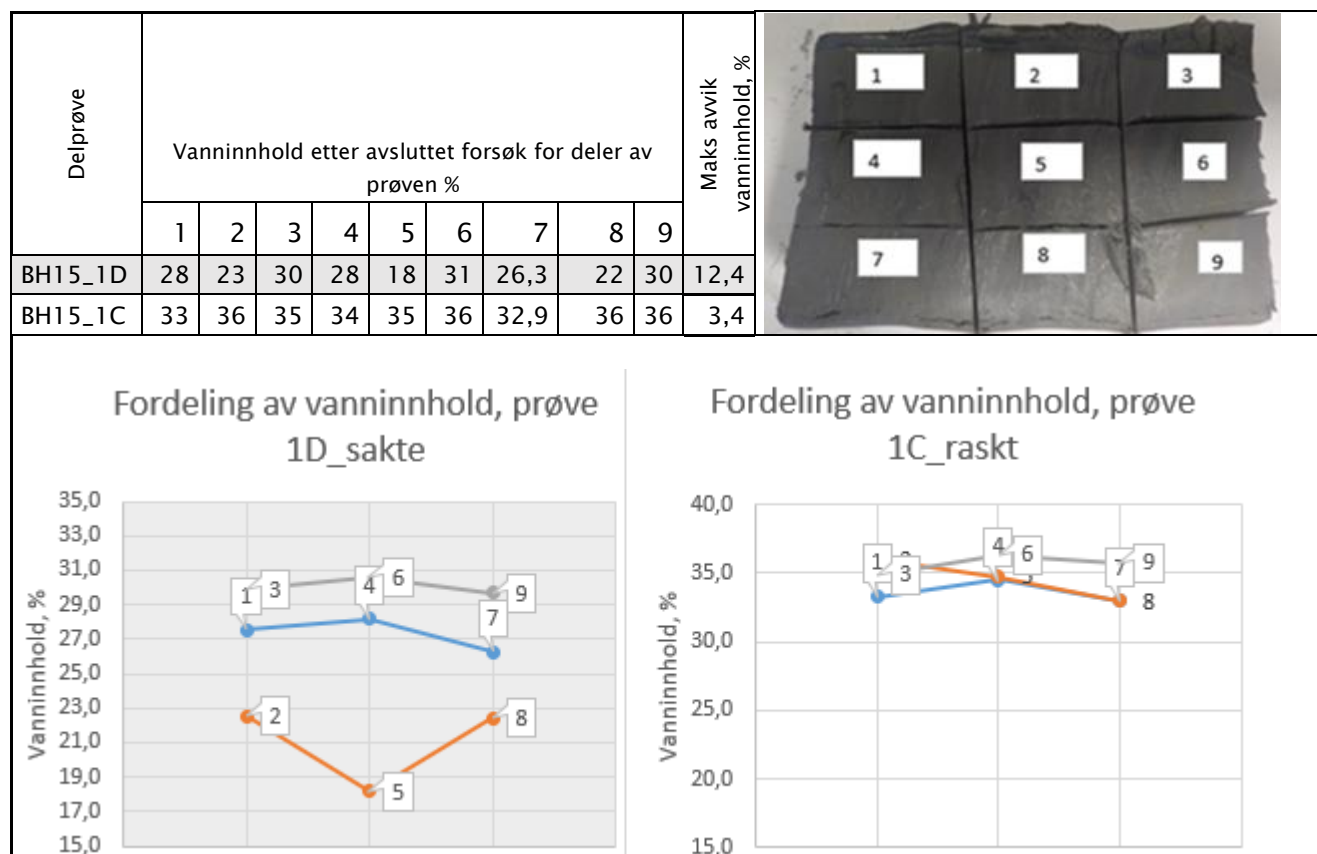 Delprøve
Vanninnhold etter avsluttet forsøk for deler av
prøven %
Maks avvik
vanninnhold, %
1 2 3 4 5 6 7 8 9
BH15_1D 28 23 30 28 18 31 26,3 22 30 12,4
BH15_1C 33 36 35 34 35 36 32,9 36 36 3,4
1 2 3
4 5 6
7 8 9
Fordeling av vanninnhold, prøve
1D_sakte
Vanninnhold, %
35,0
33,0
31,0
29,0
27,0
25,0
23,0
21,0
19,0
17,0
15,0
1 3 4 6 9
7
2 8
5
Fordeling av vanninnhold, prøve
1C_raskt
Vanninnhold, %
40,0
35,0
30,0
25,0
20,0
15,0
1 3 4 6 7 9
8